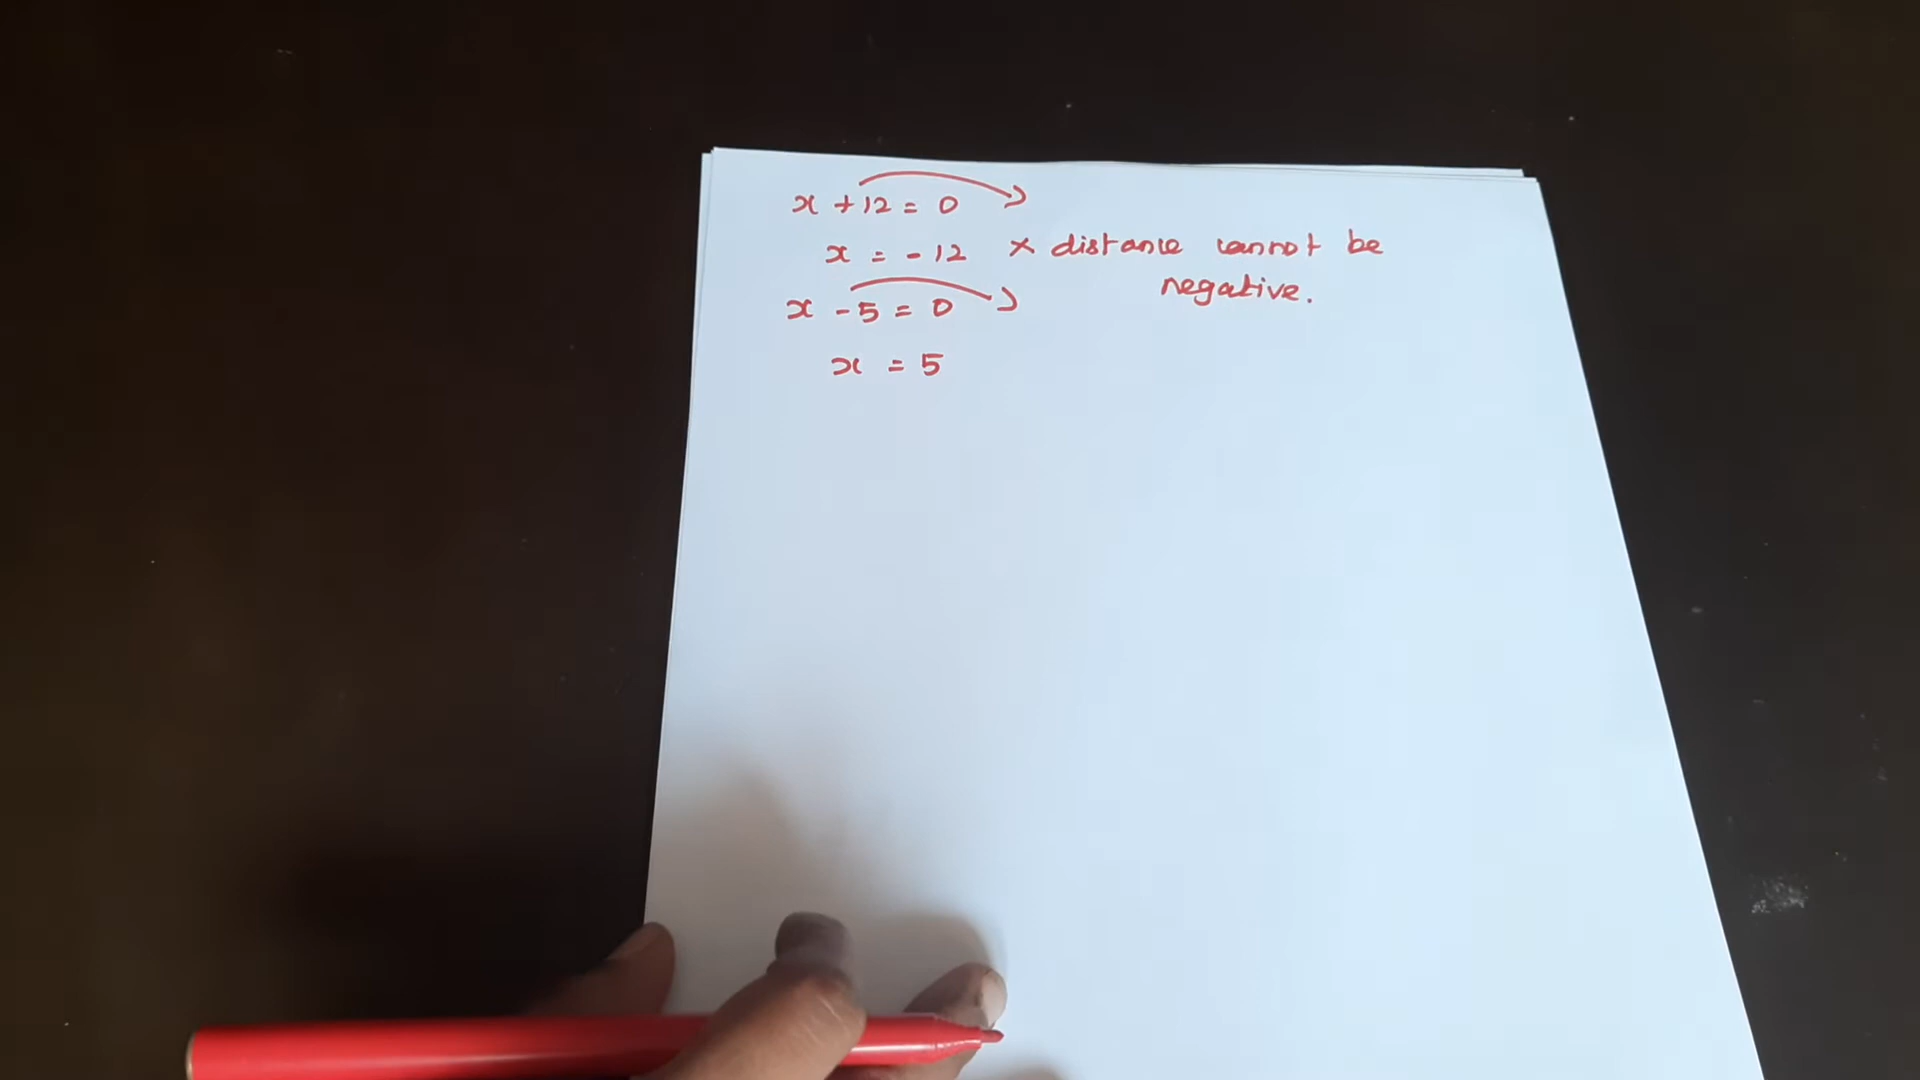 x + 12 = 0
x = - 12 × distance cannot be
negative.
x - 5 = 0
x = 5